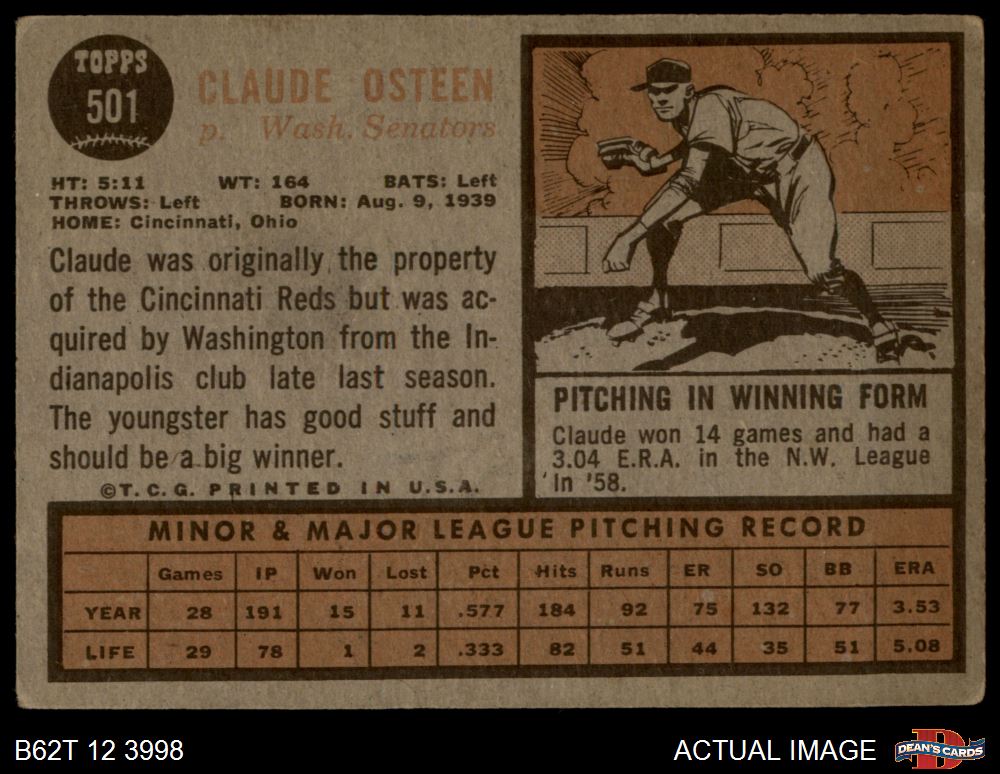 TOPPS
501
CLAUDE OSTEEN
p. Wash. Senators
HT: 5:11 WT: 164 BATS: Left
THROWS: Left BORN: Aug. 9, 1939
HOME: Cincinnati, Ohio
Claude was originally the property
of the Cincinnati Reds but was ac-
quired by Washington from the In-
dianapolis club late last season.
The youngster has good stuff and
should be a big winner.
©T.C.G. PRINTED IN U.S.A.
PITCHING IN WINNING FORM
Claude won 14 games and had a
3.04 E.R.A. in the N.W. League
in '58.
MINOR & MAJOR LEAGUE PITCHING RECORD
Games IP Won Lost Pct Hits Runs ER SO BB ERA
YEAR 28 191 15 11 .577 184 92 75 132 77 3.53
LIFE 29 78 1 2 .333 82 51 44 35 51 5.08
B62T 12 3998
ACTUAL IMAGE
D
DEAN'S CARDS